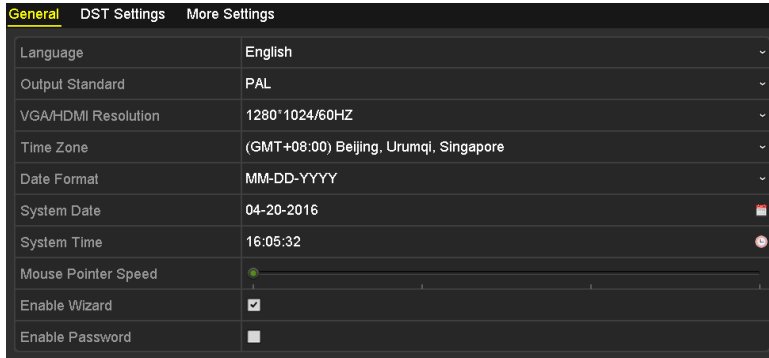 General DST Settings More Settings
Language English
Output Standard PAL
VGA/HDMI Resolution 1280*1024/60HZ
Time Zone (GMT+08:00) Beijing, Urumqi, Singapore
Date Format MM-DD-YYYY
System Date 04-20-2016
System Time 16:05:32
Mouse Pointer Speed
Enable Wizard
Enable Password